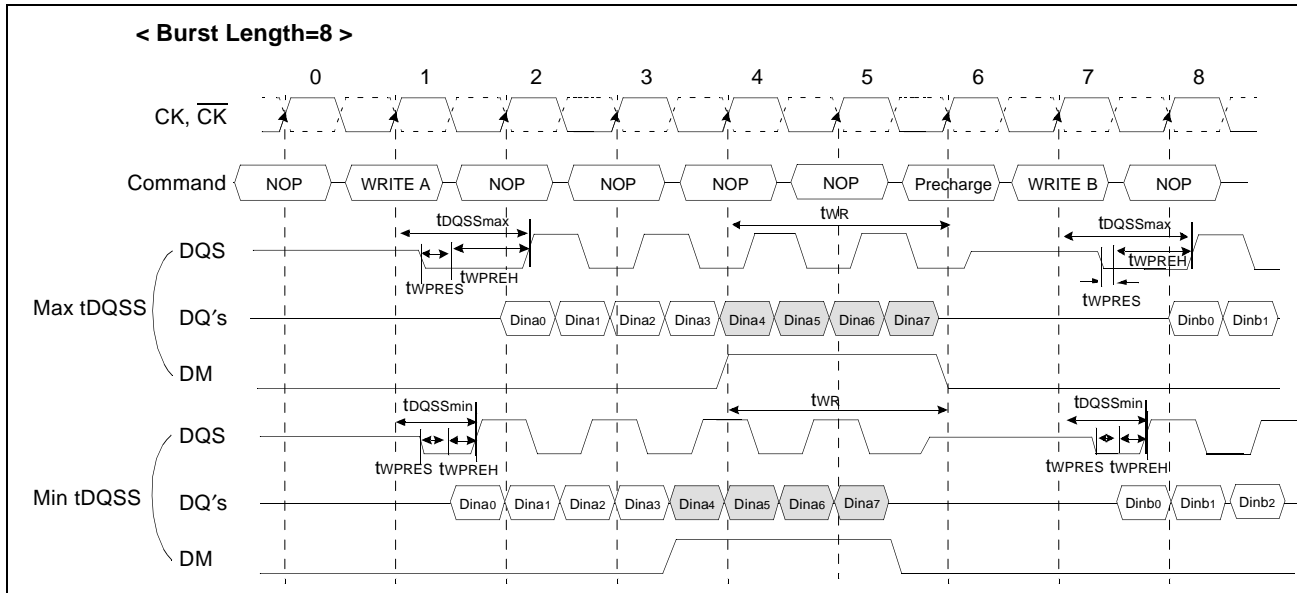 < Burst Length=8 >
0 1 2 3 4 5 6 7 8
CK, CK
Command NOP WRITE A NOP NOP NOP NOP Precharge WRITE B NOP
tDQSSmax tWR tDQSSmax
DQS
tWPREH tWPREH
tWPRES tWPRES
Max tDQSS DQ's Dina0 Dina1 Dina2 Dina3 Dina4 Dina5 Dina6 Dina7 Dinb0 Dinb1
DM
tDQSSmin tWR tDQSSmin
DQS
tWPRES tWPREH tWPRES tWPREH
Min tDQSS DQ's Dina0 Dina1 Dina2 Dina3 Dina4 Dina5 Dina6 Dina7 Dinb0 Dinb1 Dinb2
DM